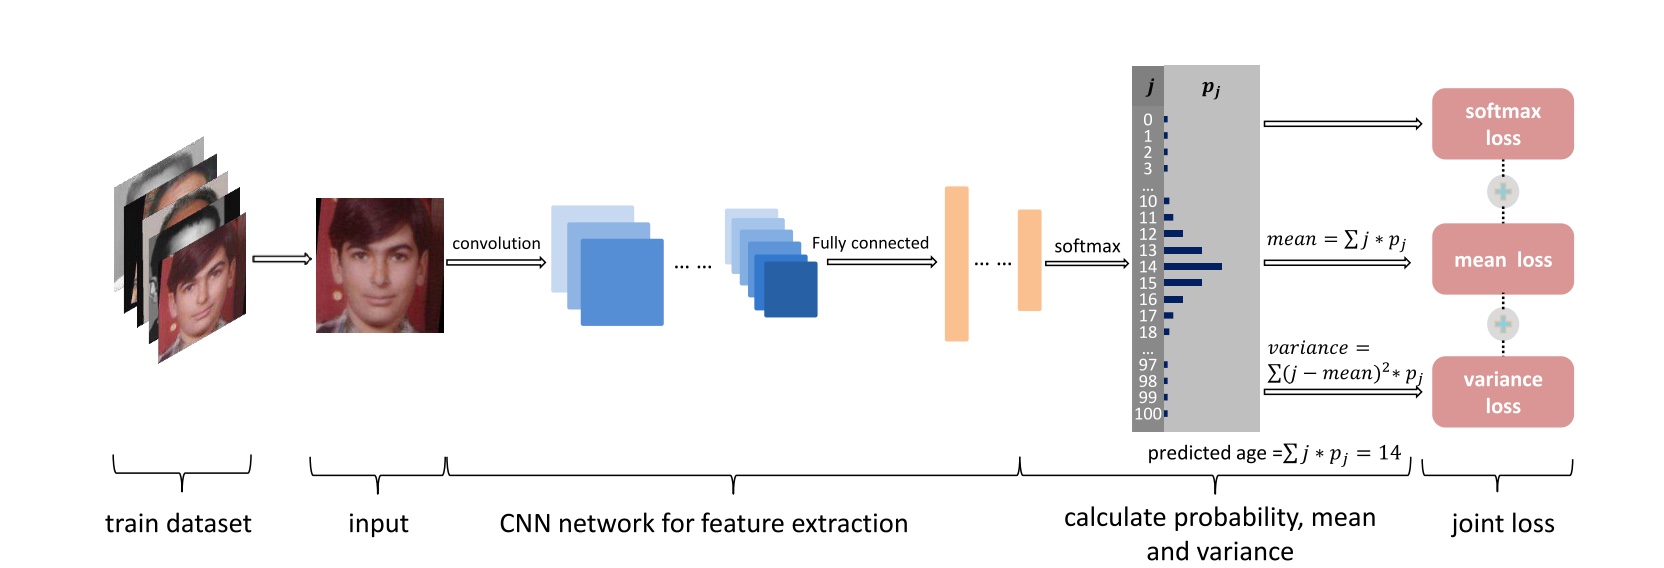 convolution
... ...
Fully connected
... ...
softmax
j p_j
0
1
2
3
...
10
11
12
13
14
15
16
17
18
...
97
98
99
100
mean = ∑ j * p_j
variance =
∑(j − mean)² * p_j
predicted age =∑ j * p_j = 14
softmax
loss
+
mean loss
+
variance
loss
train dataset
input
CNN network for feature extraction
calculate probability, mean
and variance
joint loss